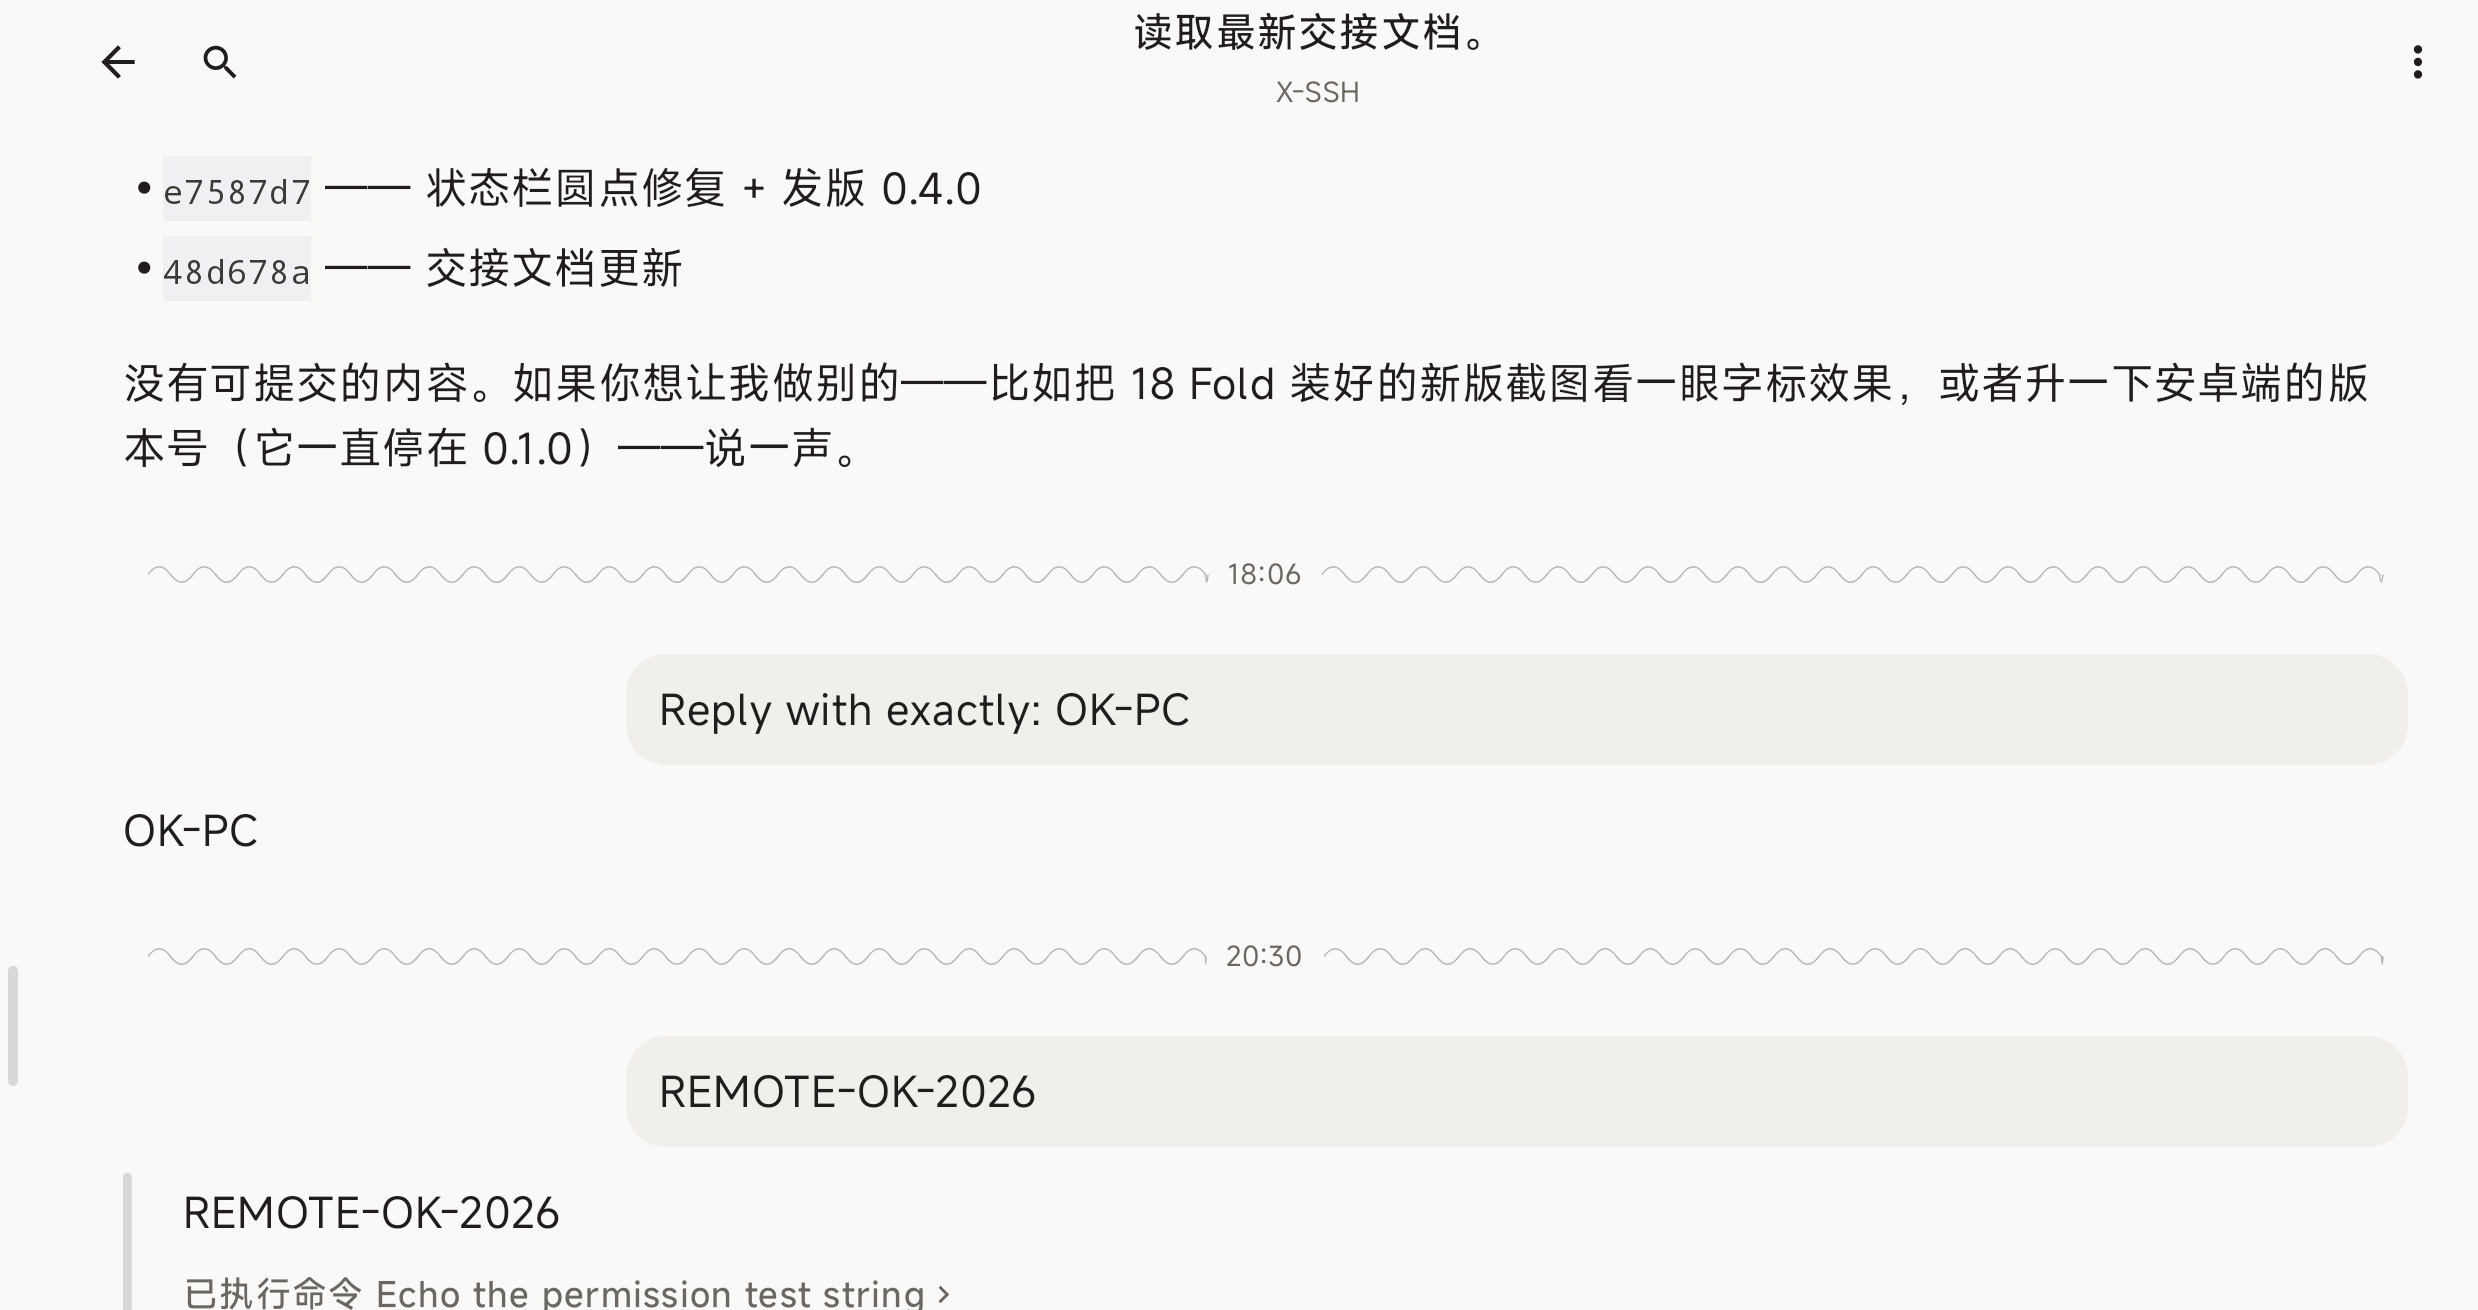 读取最新交接文档。
X-SSH
• e7587d7 —— 状态栏圆点修复 + 发版 0.4.0
• 48d678a —— 交接文档更新
没有可提交的内容。如果你想让我做别的——比如把 18 Fold 装好的新版截图看一眼字标效果，或者升一下安卓端的版
本号（它一直停在 0.1.0）——说一声。
18:06
Reply with exactly: OK-PC
OK-PC
20:30
REMOTE-OK-2026
REMOTE-OK-2026
已执行命令 Echo the permission test string ›